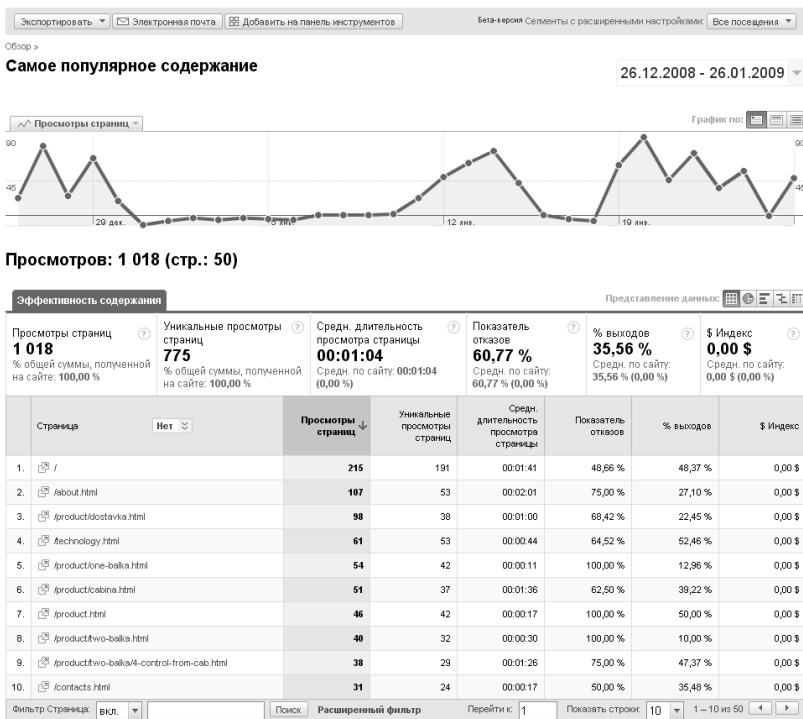 Экспортировать Электронная почта Добавить на панель инструментов Бета-версия Сегменты с расширенными настройками: Все посещения
Обзор »
Самое популярное содержание
26.12.2008 - 26.01.2009
Просмотры страниц График по:
90 90
45 45
29 дек. 5 янв. 12 янв. 19 янв.
Просмотров: 1 018 (стр.: 50)
Эффективность содержания Представление данных:
Просмотры страниц
1 018
% общей суммы, полученной
на сайте: 100,00 %
Уникальные просмотры
страниц
775
% общей суммы, полученной
на сайте: 100,00 %
Средн. длительность
просмотра страницы
00:01:04
Средн. по сайту: 00:01:04
(0,00 %)
Показатель
отказов
60,77 %
Средн. по сайту:
60,77 % (0,00 %)
% выходов
35,56 %
Средн. по сайту:
35,56 % (0,00 %)
$ Индекс
0,00 $
Средн. по сайту:
0,00 $ (0,00 %)
Страница Нет
Просмотры
страниц
Уникальные
просмотры
страниц
Средн.
длительность
просмотра
страницы
Показатель
отказов
% выходов
$ Индекс
1. / 215 191 00:01:41 48,66 % 48,37 % 0,00 $
2. /about.html 107 53 00:02:01 75,00 % 27,10 % 0,00 $
3. /product/dostavka.html 98 38 00:01:00 68,42 % 22,45 % 0,00 $
4. /technology.html 61 53 00:00:44 64,52 % 52,46 % 0,00 $
5. /product/one-balka.html 54 42 00:00:11 100,00 % 12,96 % 0,00 $
6. /product/cabina.html 51 37 00:01:36 62,50 % 39,22 % 0,00 $
7. /product.html 46 42 00:00:17 100,00 % 50,00 % 0,00 $
8. /product/two-balka.html 40 32 00:00:30 100,00 % 10,00 % 0,00 $
9. /product/two-balka/4-control-from-cab.html 38 29 00:01:26 75,00 % 47,37 % 0,00 $
10. /contacts.html 31 24 00:00:17 50,00 % 35,48 % 0,00 $
Фильтр Страница: вкл. Поиск Расширенный фильтр Перейти к: 1 Показать строки: 10 1 – 10 из 50